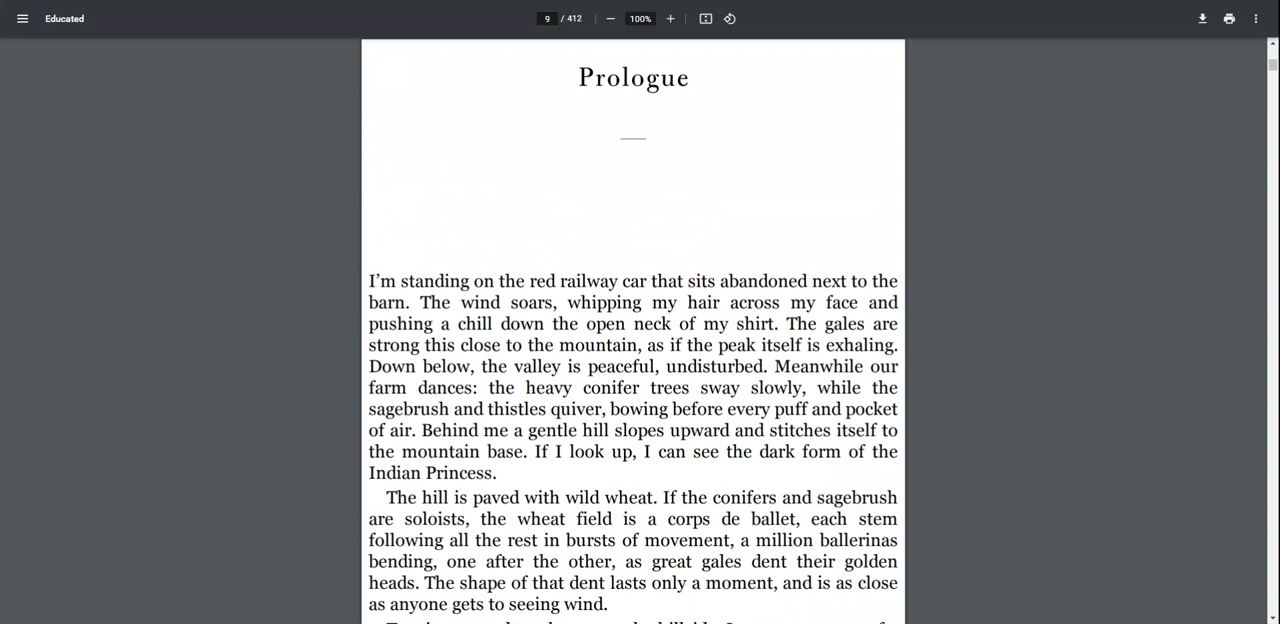 Educated
9 / 412
100%
Prologue
I'm standing on the red railway car that sits abandoned next to the
barn. The wind soars, whipping my hair across my face and
pushing a chill down the open neck of my shirt. The gales are
strong this close to the mountain, as if the peak itself is exhaling.
Down below, the valley is peaceful, undisturbed. Meanwhile our
farm dances: the heavy conifer trees sway slowly, while the
sagebrush and thistles quiver, bowing before every puff and pocket
of air. Behind me a gentle hill slopes upward and stitches itself to
the mountain base. If I look up, I can see the dark form of the
Indian Princess.
The hill is paved with wild wheat. If the conifers and sagebrush
are soloists, the wheat field is a corps de ballet, each stem
following all the rest in bursts of movement, a million ballerinas
bending, one after the other, as great gales dent their golden
heads. The shape of that dent lasts only a moment, and is as close
as anyone gets to seeing wind.